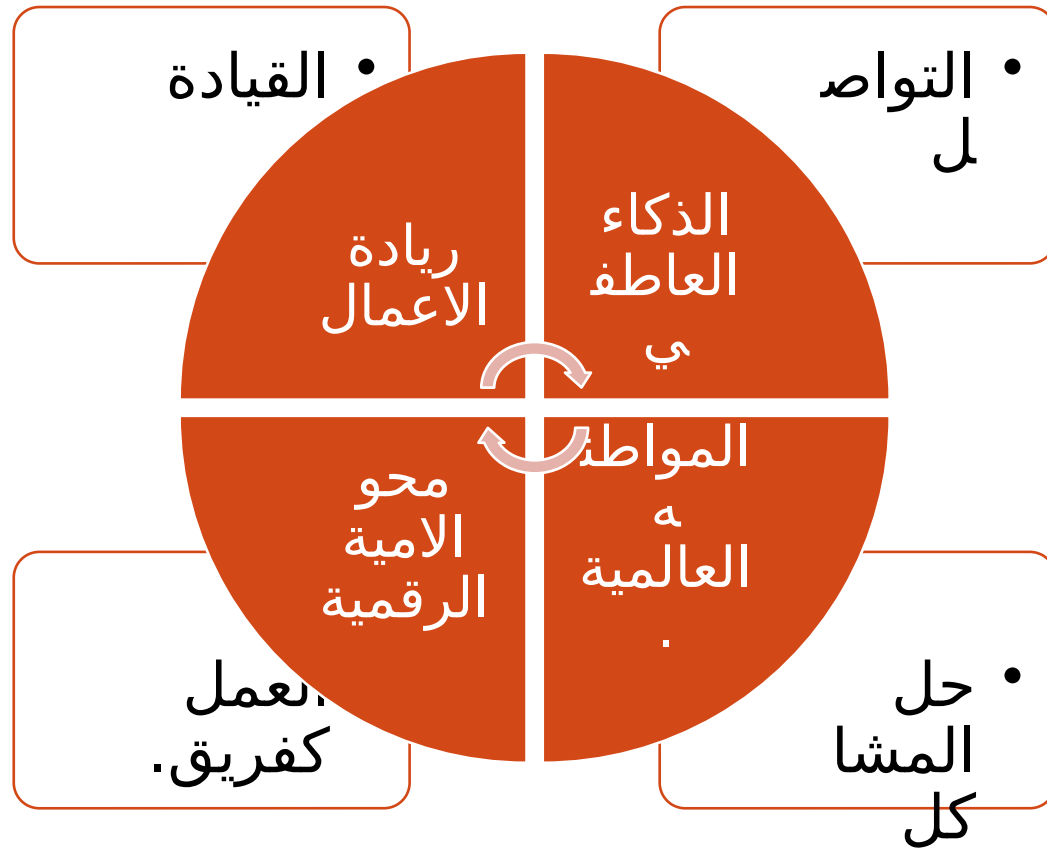 • التواص
ل
• القيادة
الذكاء
العاطف
ي
ريادة
الاعمال
المواطن
ه
العالمية
.
محو
الامية
الرقمية
• حل
المشا
كل
العمل
كفريق.